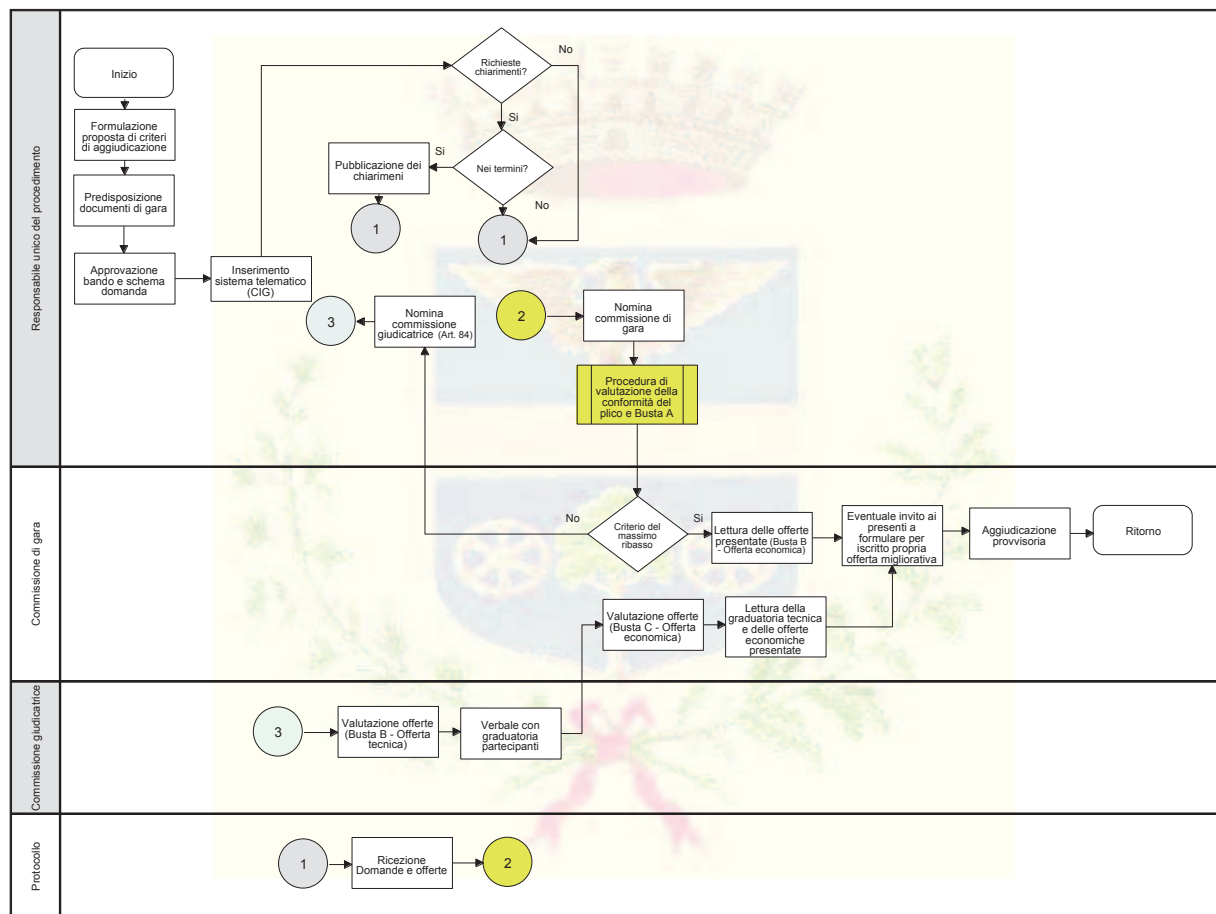 Responsabile unico del procedimento
Inizio
Formulazione
proposta di criteri
di aggiudicazione
Predisposizione
documenti di gara
Approvazione
bando e schema
domanda
Inserimento
sistema telematico
(CIG)
Richieste
chiarimenti?
No
Si
Nei termini?
Si
No
Pubblicazione dei
chiarimeni
1
1
3
Nomina
commissione
giudicatrice (Art. 84)
2
Nomina
commissione di
gara
Procedura di
valutazione della
conformità del
plico e Busta A
Commissione di gara
No
Criterio del
massimo
ribasso
Si
Lettura delle offerte
presentate (Busta B
- Offerta economica)
Eventuale invito ai
presenti a
formulare per
iscritto propria
offerta migliorativa
Aggiudicazione
provvisoria
Ritorno
Valutazione offerte
(Busta C - Offerta
economica)
Lettura della
graduatoria tecnica
e delle offerte
economiche
presentate
Commissione giudicatrice
3
Valutazione offerte
(Busta B - Offerta
tecnica)
Verbale con
graduatoria
partecipanti
Protocollo
1
Ricezione
Domande e offerte
2